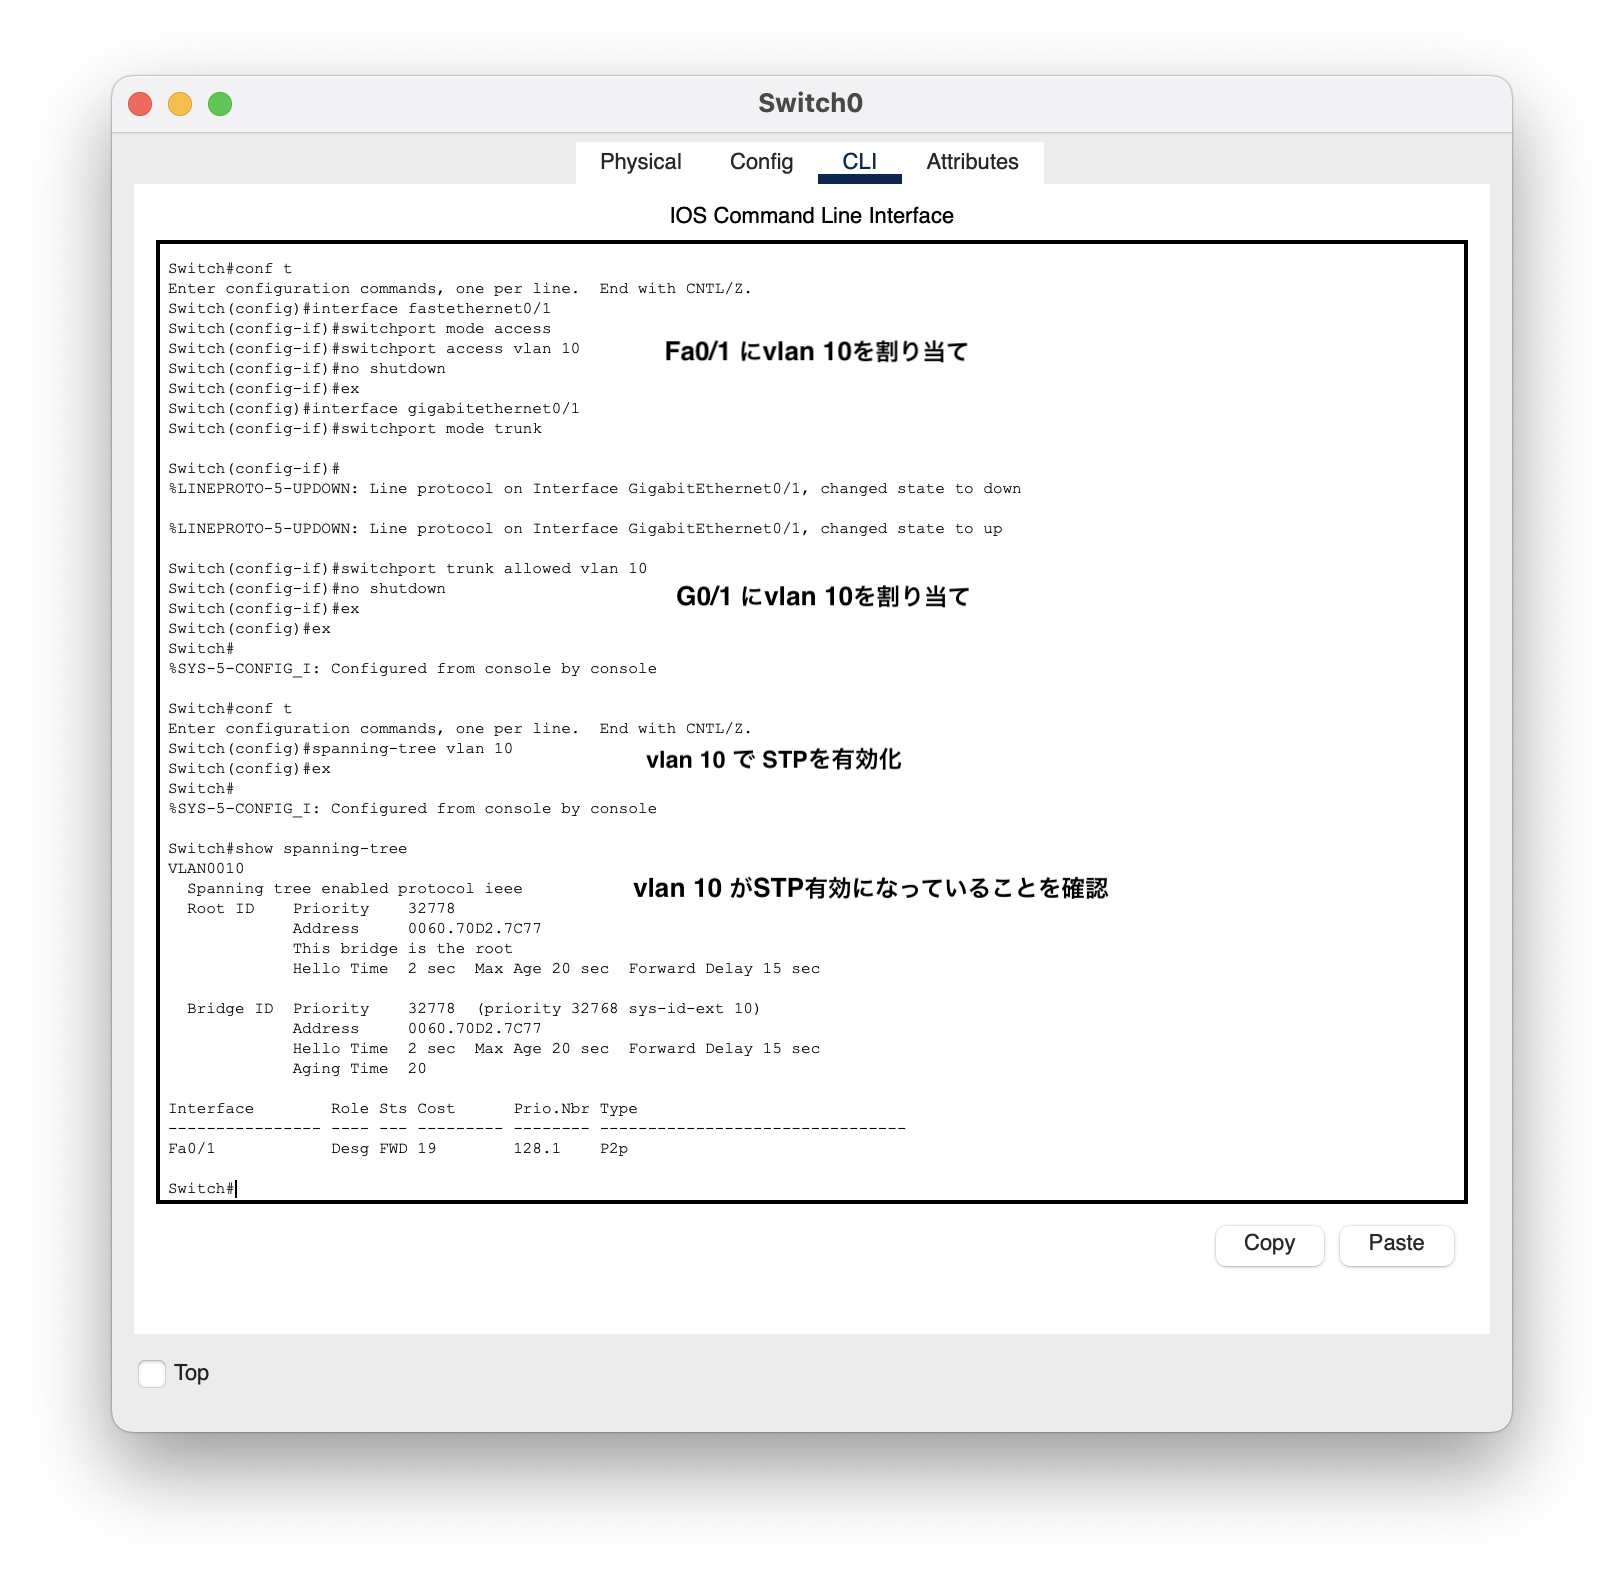 Switch0
Physical Config CLI Attributes
IOS Command Line Interface
Switch#conf t
Enter configuration commands, one per line.  End with CNTL/Z.
Switch(config)#interface fastethernet0/1
Switch(config-if)#switchport mode access
Switch(config-if)#switchport access vlan 10
Fa0/1 にvlan 10を割り当て
Switch(config-if)#no shutdown
Switch(config-if)#ex
Switch(config)#interface gigabitethernet0/1
Switch(config-if)#switchport mode trunk
Switch(config-if)#
%LINEPROTO-5-UPDOWN: Line protocol on Interface GigabitEthernet0/1, changed state to down
%LINEPROTO-5-UPDOWN: Line protocol on Interface GigabitEthernet0/1, changed state to up
Switch(config-if)#switchport trunk allowed vlan 10
Switch(config-if)#no shutdown
G0/1 にvlan 10を割り当て
Switch(config-if)#ex
Switch(config)#ex
Switch#
%SYS-5-CONFIG_I: Configured from console by console
Switch#conf t
Enter configuration commands, one per line.  End with CNTL/Z.
Switch(config)#spanning-tree vlan 10
vlan 10 で STPを有効化
Switch(config)#ex
Switch#
%SYS-5-CONFIG_I: Configured from console by console
Switch#show spanning-tree
VLAN0010
Spanning tree enabled protocol ieee
vlan 10 がSTP有効になっていることを確認
Root ID    Priority    32778
Address     0060.70D2.7C77
This bridge is the root
Hello Time  2 sec  Max Age 20 sec  Forward Delay 15 sec
Bridge ID  Priority    32778  (priority 32768 sys-id-ext 10)
Address     0060.70D2.7C77
Hello Time  2 sec  Max Age 20 sec  Forward Delay 15 sec
Aging Time  20
Interface        Role Sts Cost      Prio.Nbr Type
---------------- ---- --- --------- -------- --------------------------------
Fa0/1            Desg FWD 19        128.1    P2p
Switch#
Copy Paste
Top